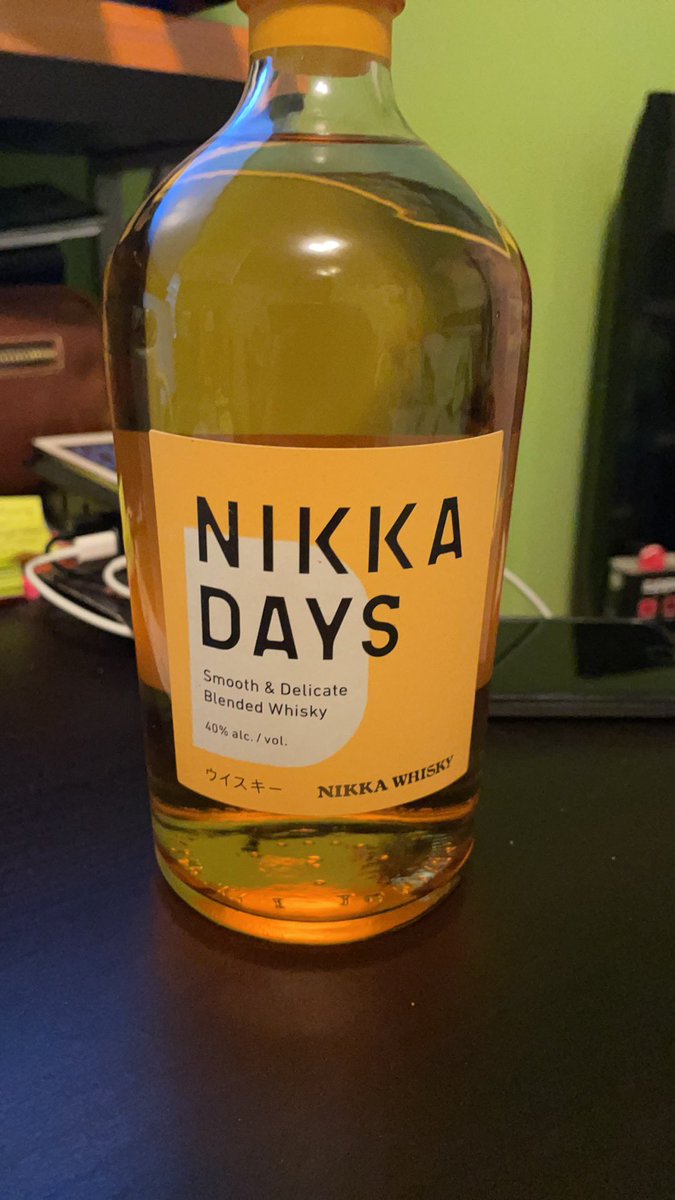 NIKKA
DAYS
Smooth & Delicate
Blended Whisky
40% alc. / vol.
ウイスキー
NIKKA WHISKY